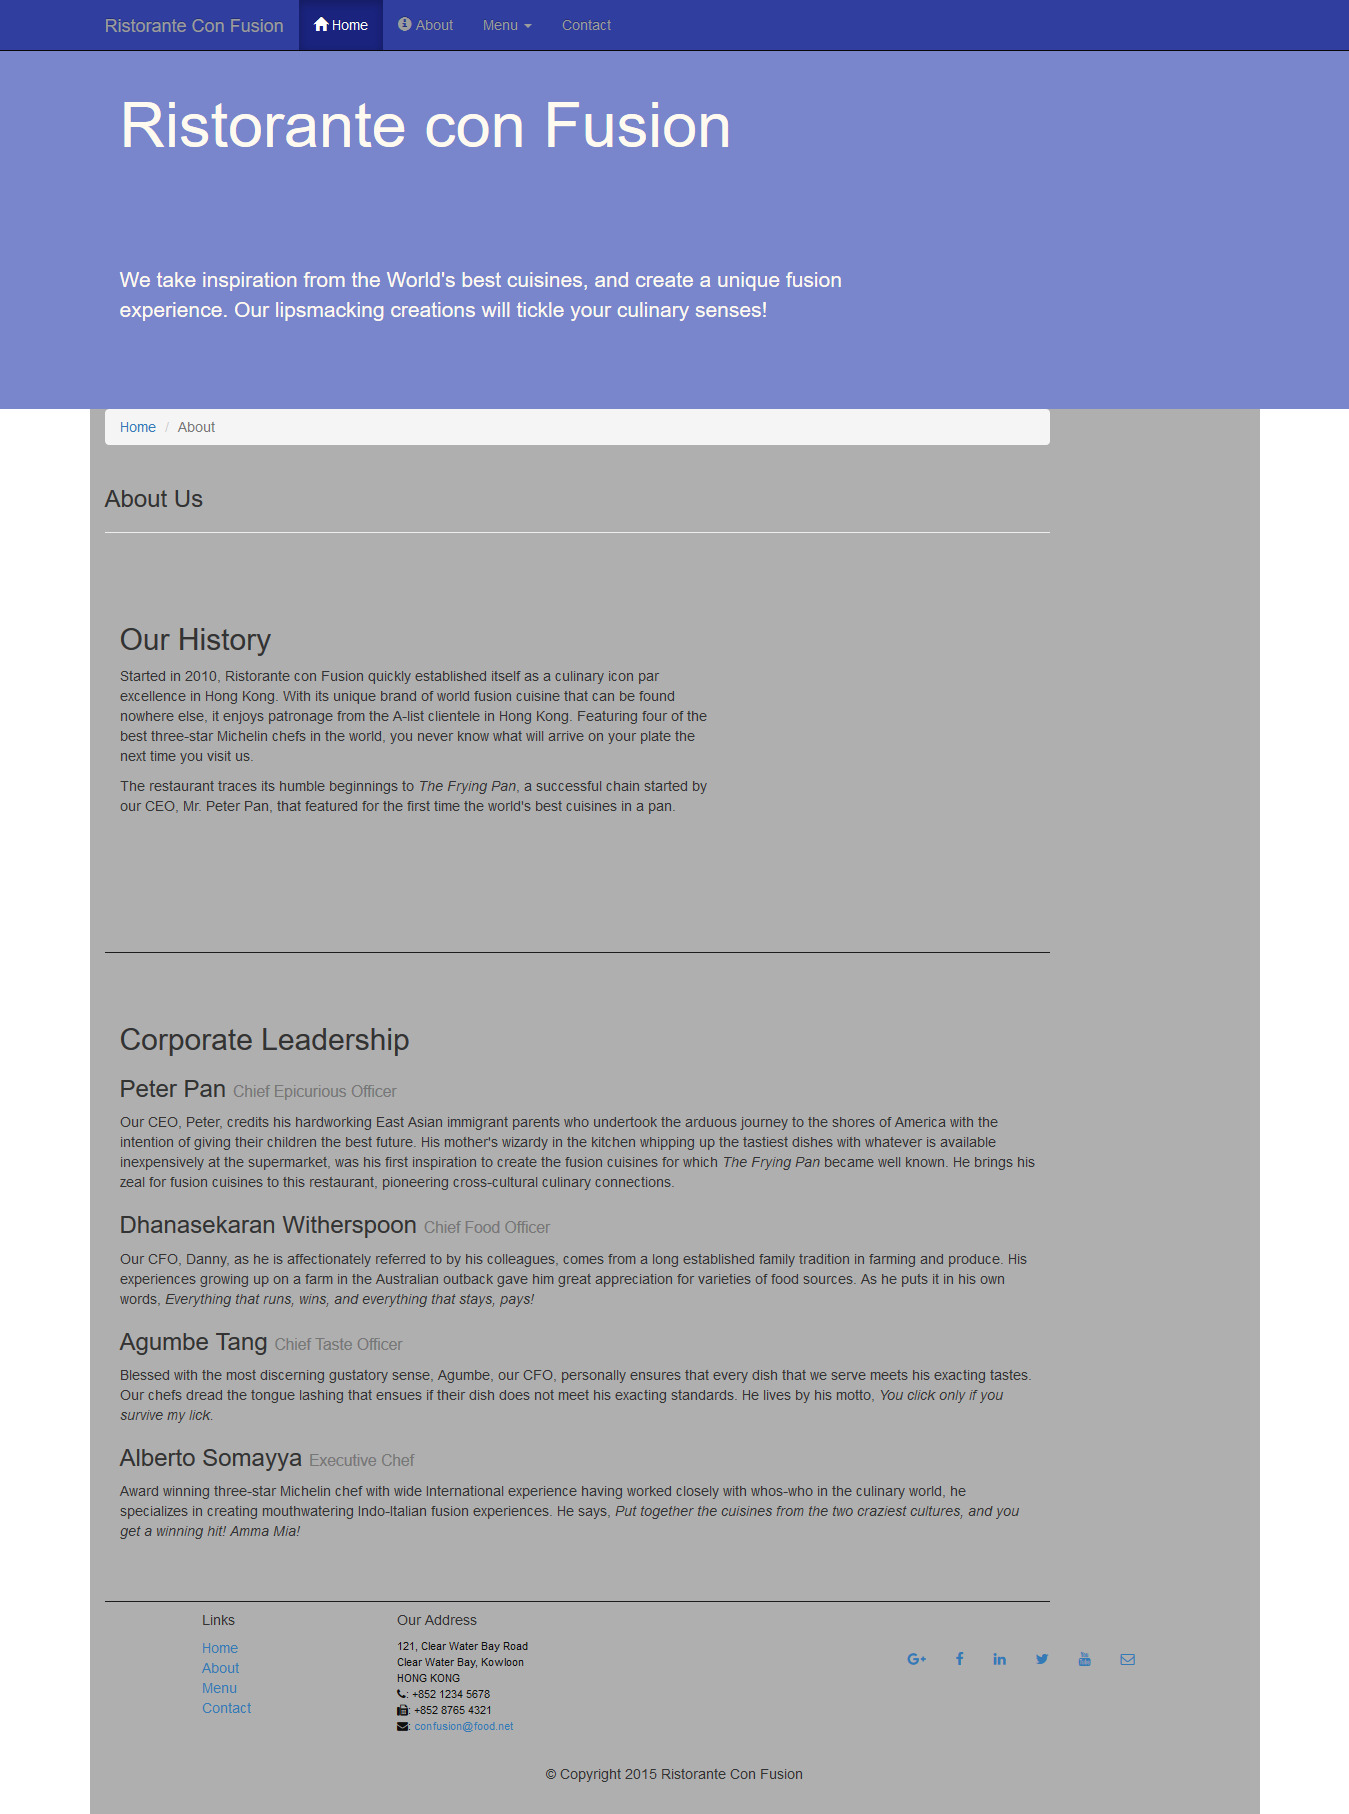 Ristorante Con Fusion Home About Menu Contact
Ristorante con Fusion
We take inspiration from the World's best cuisines, and create a unique fusion
experience. Our lipsmacking creations will tickle your culinary senses!
Home / About
About Us
Our History
Started in 2010, Ristorante con Fusion quickly established itself as a culinary icon par
excellence in Hong Kong. With its unique brand of world fusion cuisine that can be found
nowhere else, it enjoys patronage from the A-list clientele in Hong Kong. Featuring four of the
best three-star Michelin chefs in the world, you never know what will arrive on your plate the
next time you visit us.
The restaurant traces its humble beginnings to The Frying Pan, a successful chain started by
our CEO, Mr. Peter Pan, that featured for the first time the world's best cuisines in a pan.
Corporate Leadership
Peter Pan Chief Epicurious Officer
Our CEO, Peter, credits his hardworking East Asian immigrant parents who undertook the arduous journey to the shores of America with the
intention of giving their children the best future. His mother's wizardy in the kitchen whipping up the tastiest dishes with whatever is available
inexpensively at the supermarket, was his first inspiration to create the fusion cuisines for which The Frying Pan became well known. He brings his
zeal for fusion cuisines to this restaurant, pioneering cross-cultural culinary connections.
Dhanasekaran Witherspoon Chief Food Officer
Our CFO, Danny, as he is affectionately referred to by his colleagues, comes from a long established family tradition in farming and produce. His
experiences growing up on a farm in the Australian outback gave him great appreciation for varieties of food sources. As he puts it in his own
words, Everything that runs, wins, and everything that stays, pays!
Agumbe Tang Chief Taste Officer
Blessed with the most discerning gustatory sense, Agumbe, our CFO, personally ensures that every dish that we serve meets his exacting tastes.
Our chefs dread the tongue lashing that ensues if their dish does not meet his exacting standards. He lives by his motto, You click only if you
survive my lick.
Alberto Somayya Executive Chef
Award winning three-star Michelin chef with wide International experience having worked closely with whos-who in the culinary world, he
specializes in creating mouthwatering Indo-Italian fusion experiences. He says, Put together the cuisines from the two craziest cultures, and you
get a winning hit! Amma Mia!
Links
Home
About
Menu
Contact
Our Address
121, Clear Water Bay Road
Clear Water Bay, Kowloon
HONG KONG
: +852 1234 5678
: +852 8765 4321
: confusion@food.net
© Copyright 2015 Ristorante Con Fusion